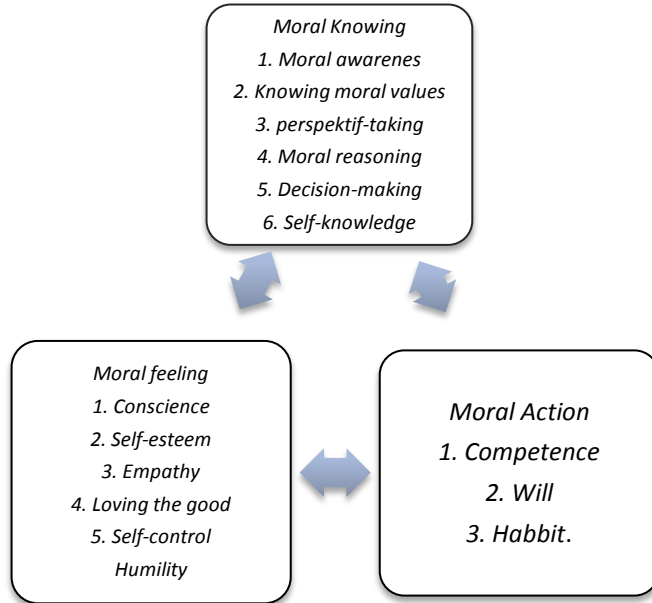 Moral Knowing
1. Moral awarenes
2. Knowing moral values
3. perspektif-taking
4. Moral reasoning
5. Decision-making
6. Self-knowledge
Moral feeling
1. Conscience
2. Self-esteem
3. Empathy
4. Loving the good
5. Self-control
Humility
Moral Action
1. Competence
2. Will
3. Habbit.